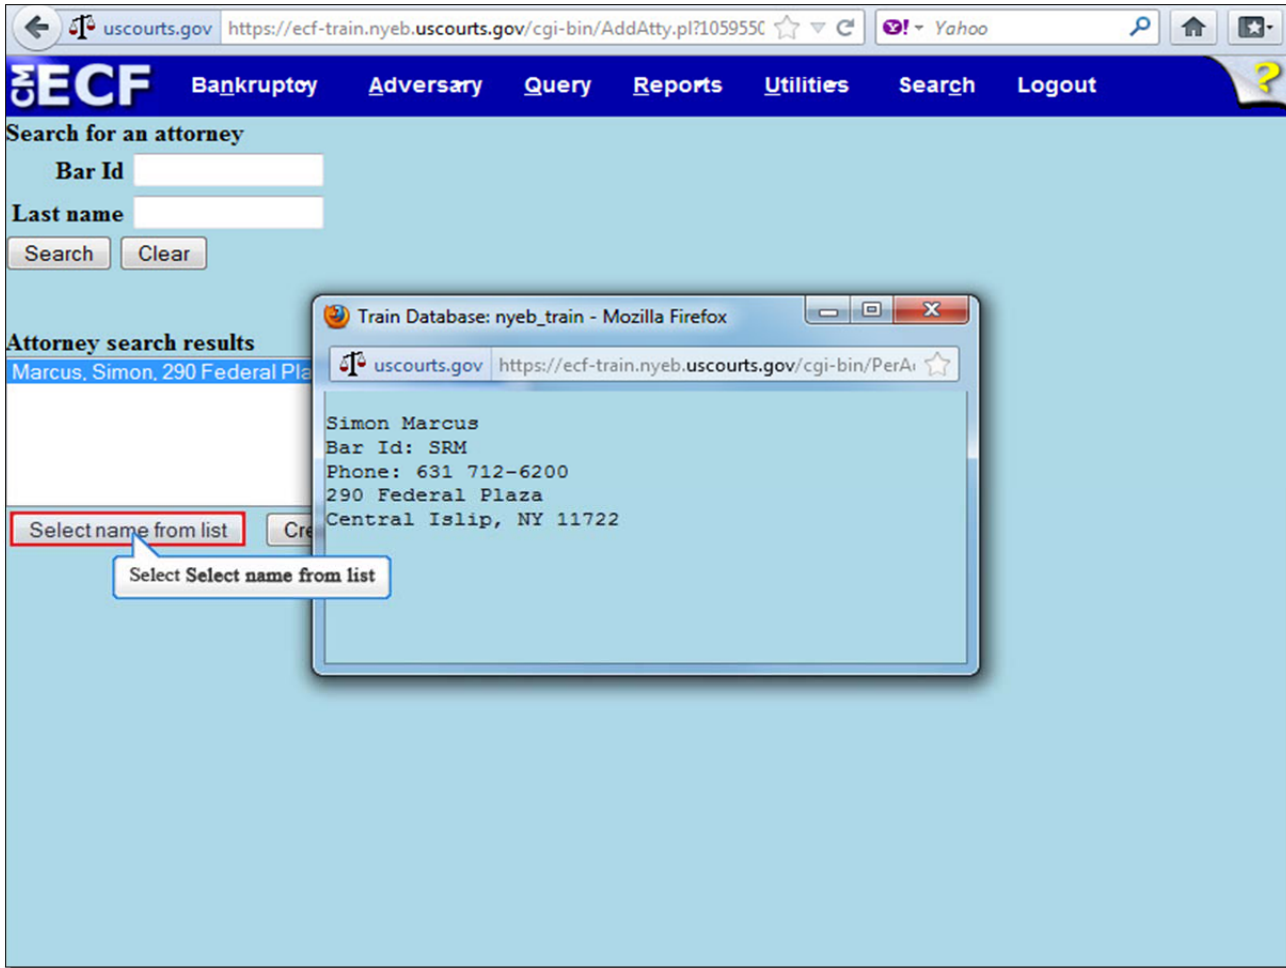 uscourts.gov https://ecf-train.nyeb.uscourts.gov/cgi-bin/AddAtty.pl?1059550 Yahoo
CM ECF Bankruptcy Adversary Query Reports Utilities Search Logout ?
Search for an attorney
Bar Id
Last name
Search Clear
Train Database: nyeb_train - Mozilla Firefox
Attorney search results
uscourts.gov https://ecf-train.nyeb.uscourts.gov/cgi-bin/PerA
Marcus, Simon, 290 Federal Pla
Simon Marcus
Bar Id: SRM
Phone: 631 712-6200
290 Federal Plaza
Central Islip, NY 11722
Select name from list Cre
Select Select name from list